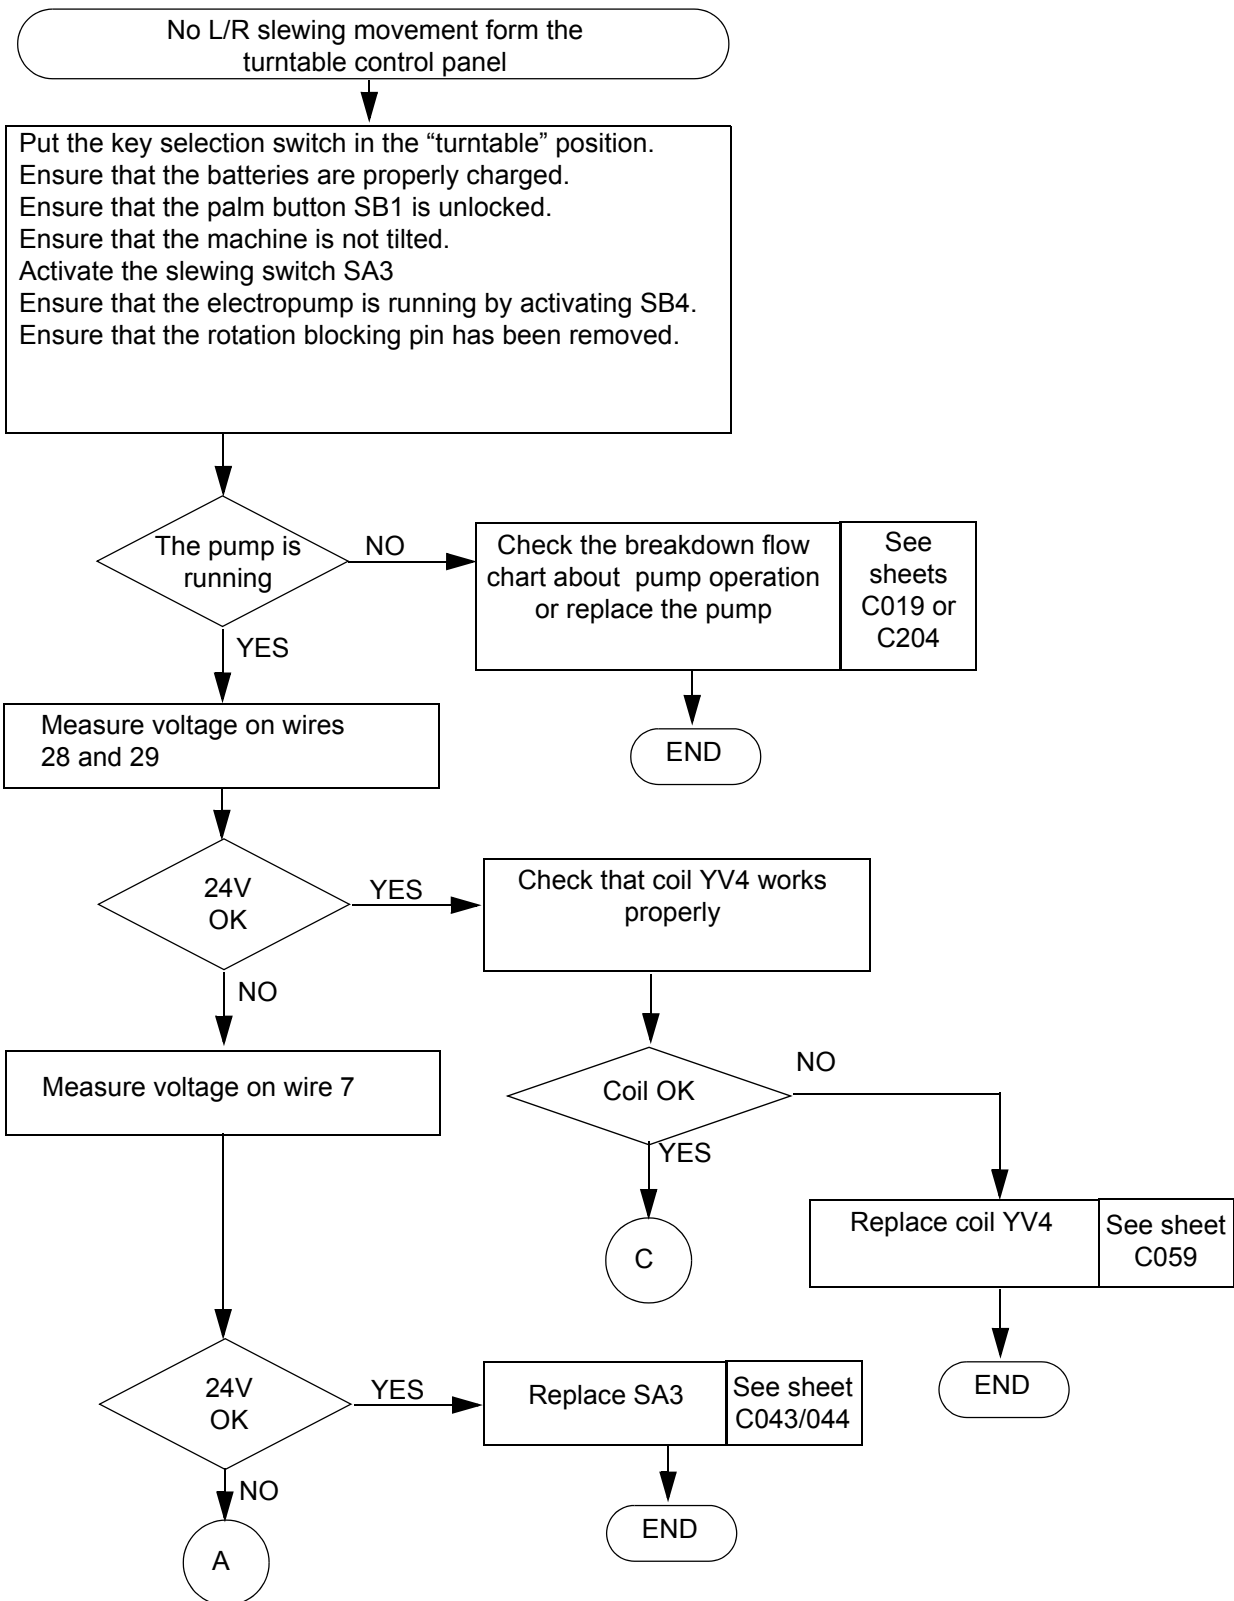 No L/R slewing movement form the
turntable control panel
Put the key selection switch in the “turntable” position.
Ensure that the batteries are properly charged.
Ensure that the palm button SB1 is unlocked.
Ensure that the machine is not tilted.
Activate the slewing switch SA3
Ensure that the electropump is running by activating SB4.
Ensure that the rotation blocking pin has been removed.
The pump is
running
NO
Check the breakdown flow
chart about pump operation
or replace the pump
See
sheets
C019 or
C204
YES
END
Measure voltage on wires
28 and 29
24V
OK
YES
Check that coil YV4 works
properly
NO
Measure voltage on wire 7
Coil OK
NO
YES
C
Replace coil YV4
See sheet
C059
END
24V
OK
YES
Replace SA3
See sheet
C043/044
NO
END
A